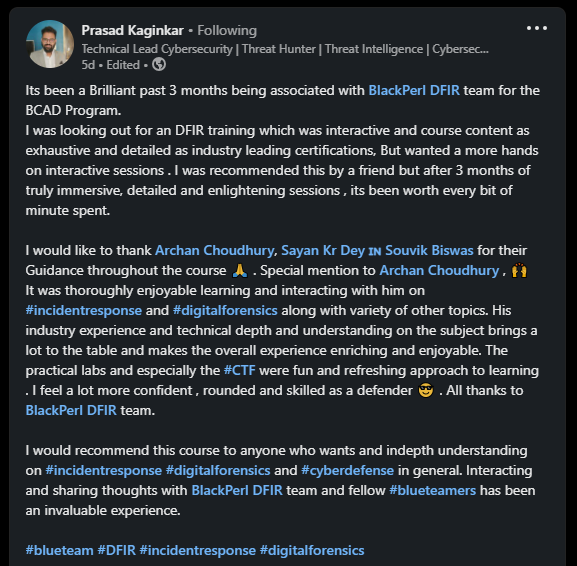 Prasad Kaginkar • Following
Technical Lead Cybersecurity | Threat Hunter | Threat Intelligence | Cybersec...
5d • Edited •
Its been a Brilliant past 3 months being associated with BlackPerl DFIR team for the
BCAD Program.
I was looking out for an DFIR training which was interactive and course content as
exhaustive and detailed as industry leading certifications, But wanted a more hands
on interactive sessions . I was recommended this by a friend but after 3 months of
truly immersive, detailed and enlightening sessions , its been worth every bit of
minute spent.
I would like to thank Archan Choudhury, Sayan Kr Dey ɪɴ Souvik Biswas for their
Guidance throughout the course 🙏 . Special mention to Archan Choudhury , 🙌
It was thoroughly enjoyable learning and interacting with him on
#incidentresponse and #digitalforensics along with variety of other topics. His
industry experience and technical depth and understanding on the subject brings a
lot to the table and makes the overall experience enriching and enjoyable. The
practical labs and especially the #CTF were fun and refreshing approach to learning
. I feel a lot more confident , rounded and skilled as a defender 😎 . All thanks to
BlackPerl DFIR team.
I would recommend this course to anyone who wants and indepth understanding
on #incidentresponse #digitalforensics and #cyberdefense in general. Interacting
and sharing thoughts with BlackPerl DFIR team and fellow #blueteamers has been
an invaluable experience.
#blueteam #DFIR #incidentresponse #digitalforensics